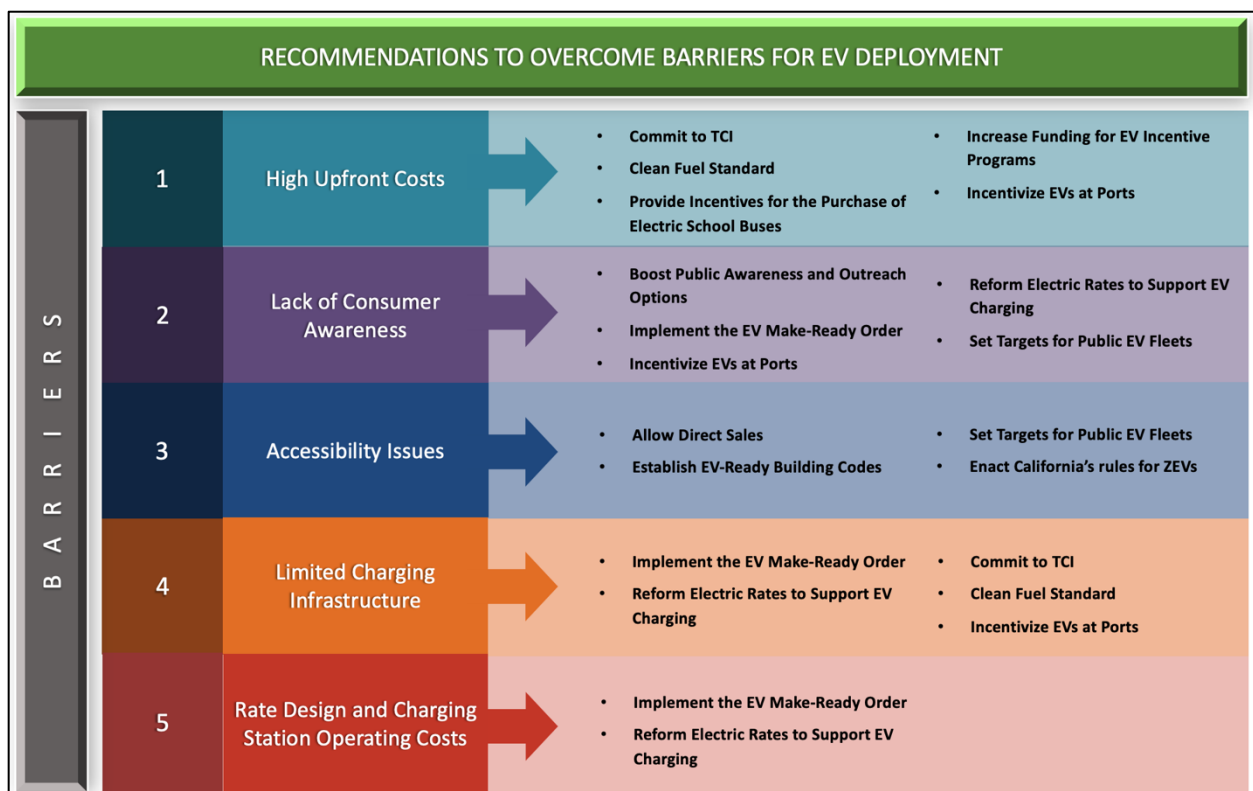 RECOMMENDATIONS TO OVERCOME BARRIERS FOR EV DEPLOYMENT
BARRIERS
1
High Upfront Costs
• Commit to TCI
• Clean Fuel Standard
• Provide Incentives for the Purchase of
Electric School Buses
• Increase Funding for EV Incentive
Programs
• Incentivize EVs at Ports
2
Lack of Consumer
Awareness
• Boost Public Awareness and Outreach
Options
• Implement the EV Make-Ready Order
• Incentivize EVs at Ports
• Reform Electric Rates to Support EV
Charging
• Set Targets for Public EV Fleets
3
Accessibility Issues
• Allow Direct Sales
• Establish EV-Ready Building Codes
• Set Targets for Public EV Fleets
• Enact California's rules for ZEVs
4
Limited Charging
Infrastructure
• Implement the EV Make-Ready Order
• Reform Electric Rates to Support EV
Charging
• Commit to TCI
• Clean Fuel Standard
• Incentivize EVs at Ports
5
Rate Design and Charging
Station Operating Costs
• Implement the EV Make-Ready Order
• Reform Electric Rates to Support EV
Charging